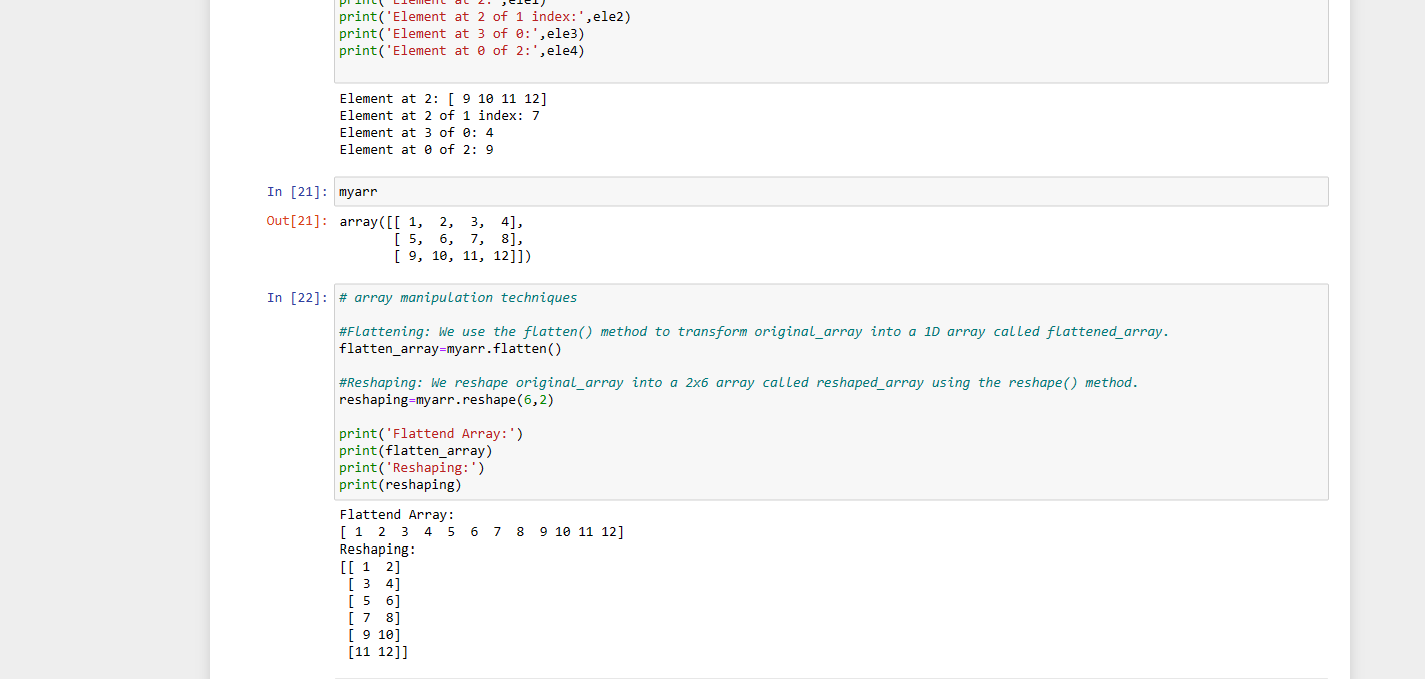 print('Element at 2:',ele1)
print('Element at 2 of 1 index:',ele2)
print('Element at 3 of 0:',ele3)
print('Element at 0 of 2:',ele4)
Element at 2: [ 9 10 11 12]
Element at 2 of 1 index: 7
Element at 3 of 0: 4
Element at 0 of 2: 9
In [21]: myarr
Out[21]: array([[ 1,  2,  3,  4],
       [ 5,  6,  7,  8],
       [ 9, 10, 11, 12]])
In [22]: # array manipulation techniques
#Flattening: We use the flatten() method to transform original_array into a 1D array called flattened_array.
flatten_array=myarr.flatten()
#Reshaping: We reshape original_array into a 2x6 array called reshaped_array using the reshape() method.
reshaping=myarr.reshape(6,2)
print('Flattend Array:')
print(flatten_array)
print('Reshaping:')
print(reshaping)
Flattend Array:
[ 1  2  3  4  5  6  7  8  9 10 11 12]
Reshaping:
[[ 1  2]
 [ 3  4]
 [ 5  6]
 [ 7  8]
 [ 9 10]
 [11 12]]